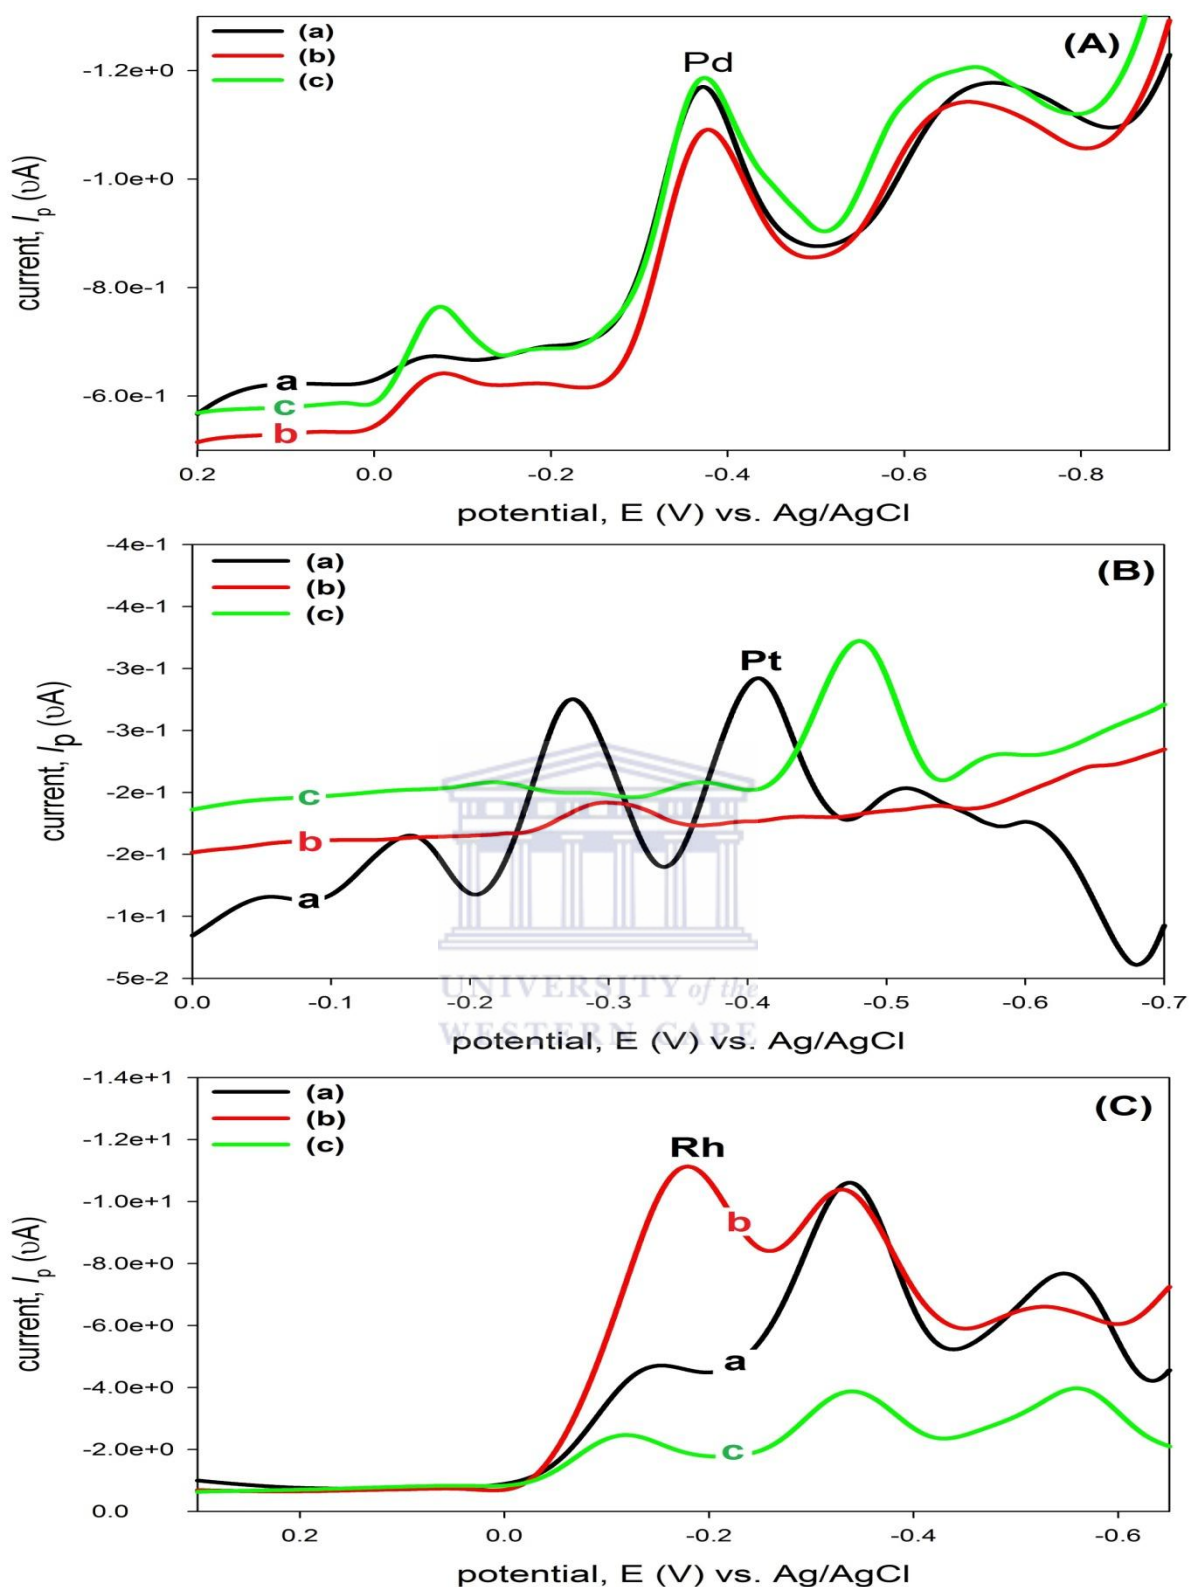 (a)
(b)
(c)
(A)
Pd
-1.2e+0
-1.0e+0
-8.0e-1
-6.0e-1
current, Ip (υA)
a
c
b
0.2 0.0 -0.2 -0.4 -0.6 -0.8
potential, E (V) vs. Ag/AgCl
(a)
(b)
(c)
(B)
Pt
-4e-1
-4e-1
-3e-1
-3e-1
-2e-1
-2e-1
-1e-1
-5e-2
current, Ip (υA)
c
b
a
0.0 -0.1 -0.2 -0.3 -0.4 -0.5 -0.6 -0.7
UNIVERSITY of the
WESTERN CAPE
potential, E (V) vs. Ag/AgCl
(a)
(b)
(c)
(C)
Rh
-1.4e+1
-1.2e+1
-1.0e+1
-8.0e+0
-6.0e+0
-4.0e+0
-2.0e+0
0.0
current, Ip (υA)
b
a
c
0.2 0.0 -0.2 -0.4 -0.6
potential, E (V) vs. Ag/AgCl